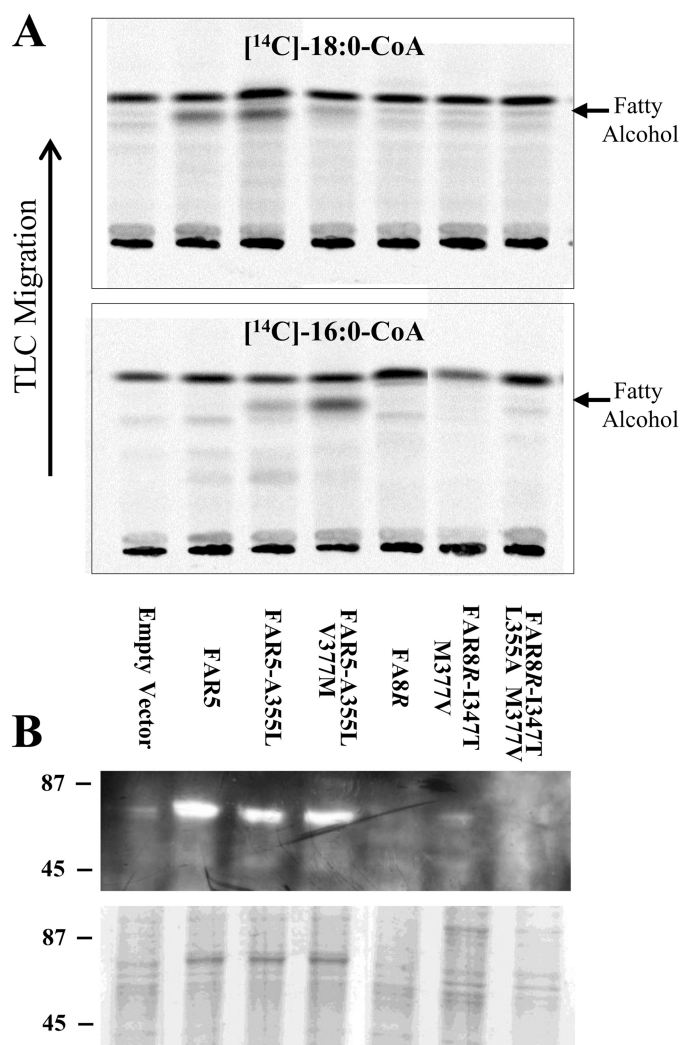 A
[¹⁴C]-18:0-CoA
Fatty
Alcohol
TLC Migration
[¹⁴C]-16:0-CoA
Fatty
Alcohol
Empty Vector
FAR5
FAR5-A355L
FAR5-A355L
V377M
FA8R
FAR8R-I347T
M377V
FAR8R-I347T
L355A M377V
B
87
45
87
45